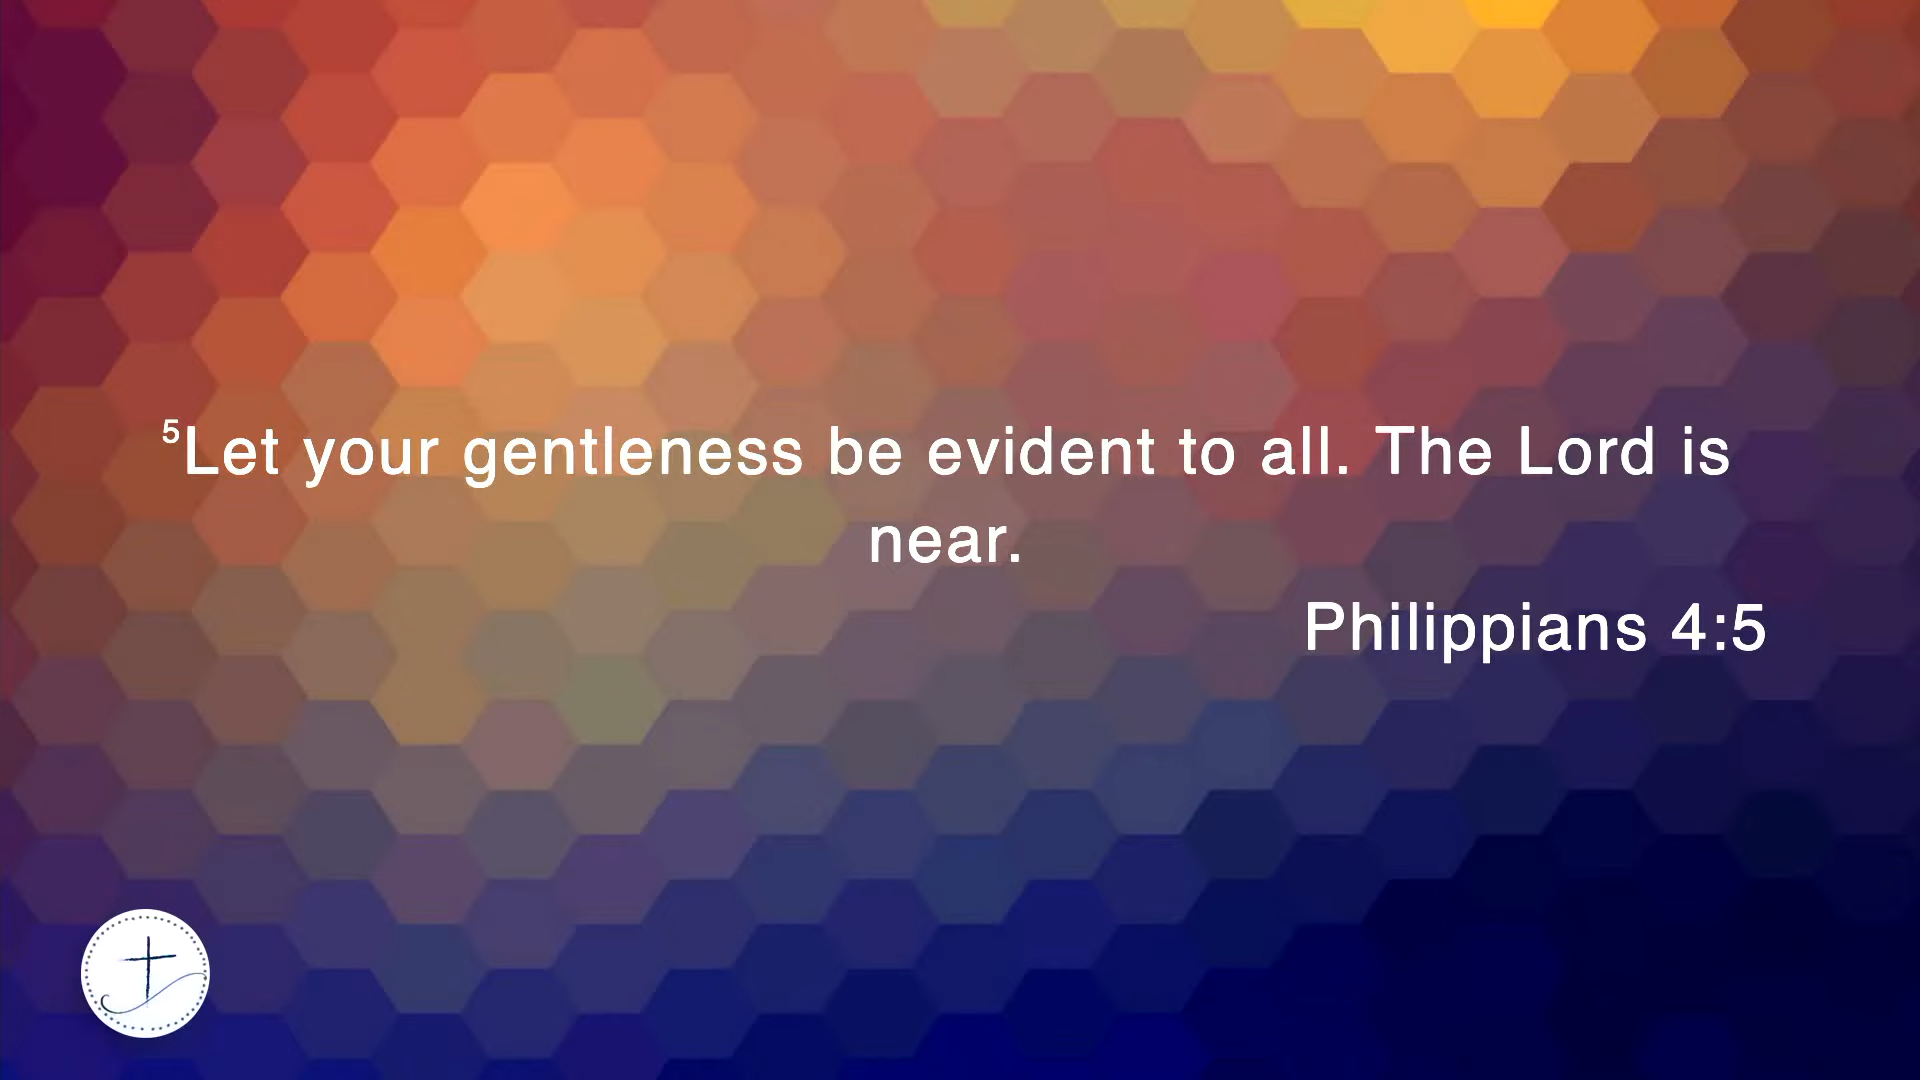 ⁵Let your gentleness be evident to all. The Lord is
near.
Philippians 4:5